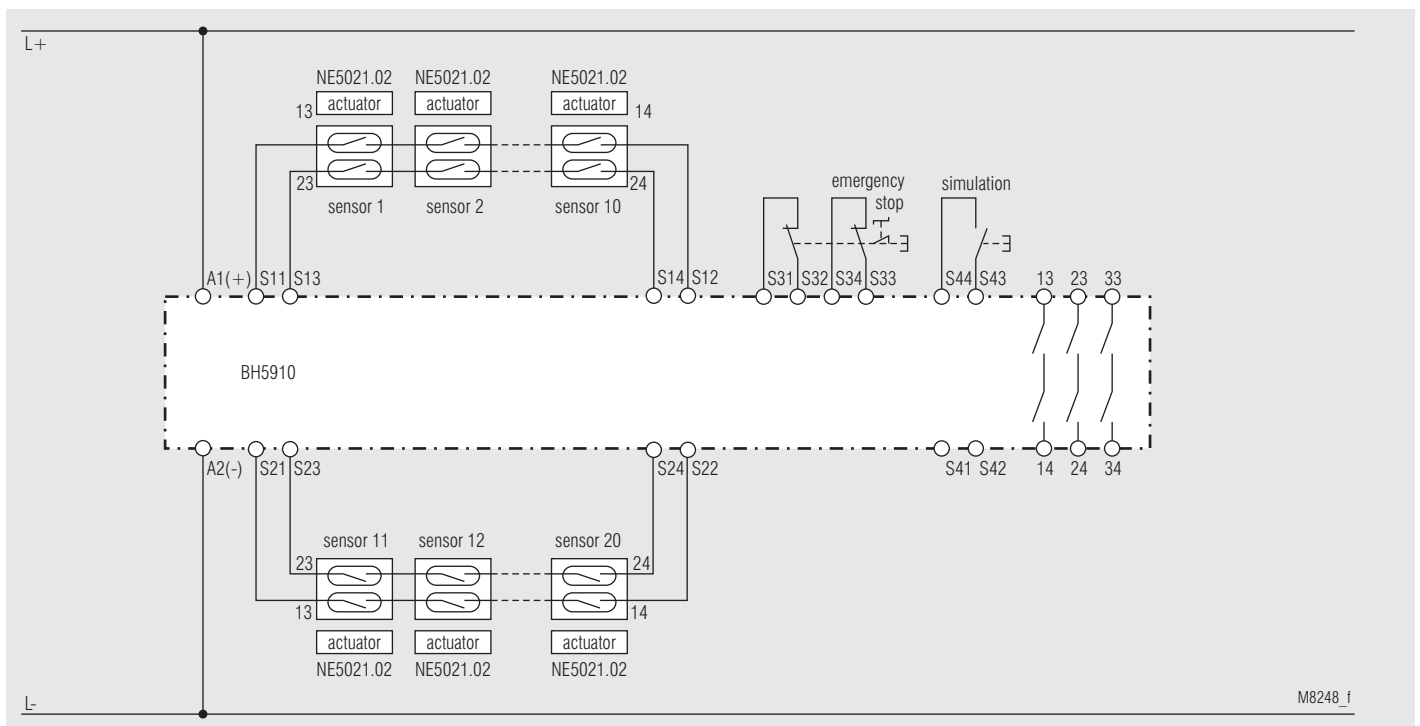 L+
NE5021.02 NE5021.02 NE5021.02
13 actuator actuator actuator 14
23 24
sensor 1 sensor 2 sensor 10
emergency stop
simulation
A1(+) S11 S13 S14 S12 S31 S32 S34 S33 S44 S43 13 23 33
BH5910
A2(-) S21 S23 S24 S22 S41 S42 14 24 34
sensor 11 sensor 12 sensor 20
23 24
13 14
actuator actuator actuator
NE5021.02 NE5021.02 NE5021.02
L-
M8248_f